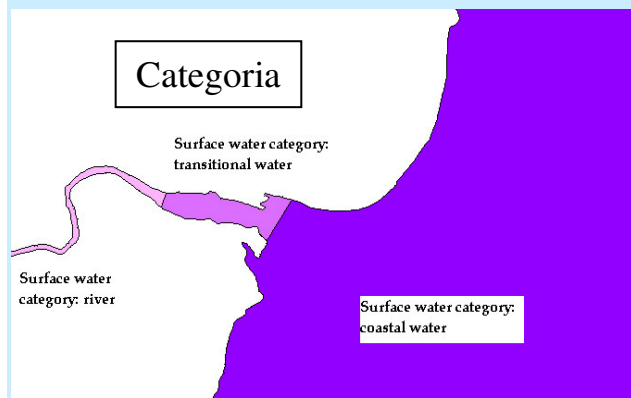 Categoria
Surface water category:
transitional water
Surface water
category: river
Surface water category:
coastal water